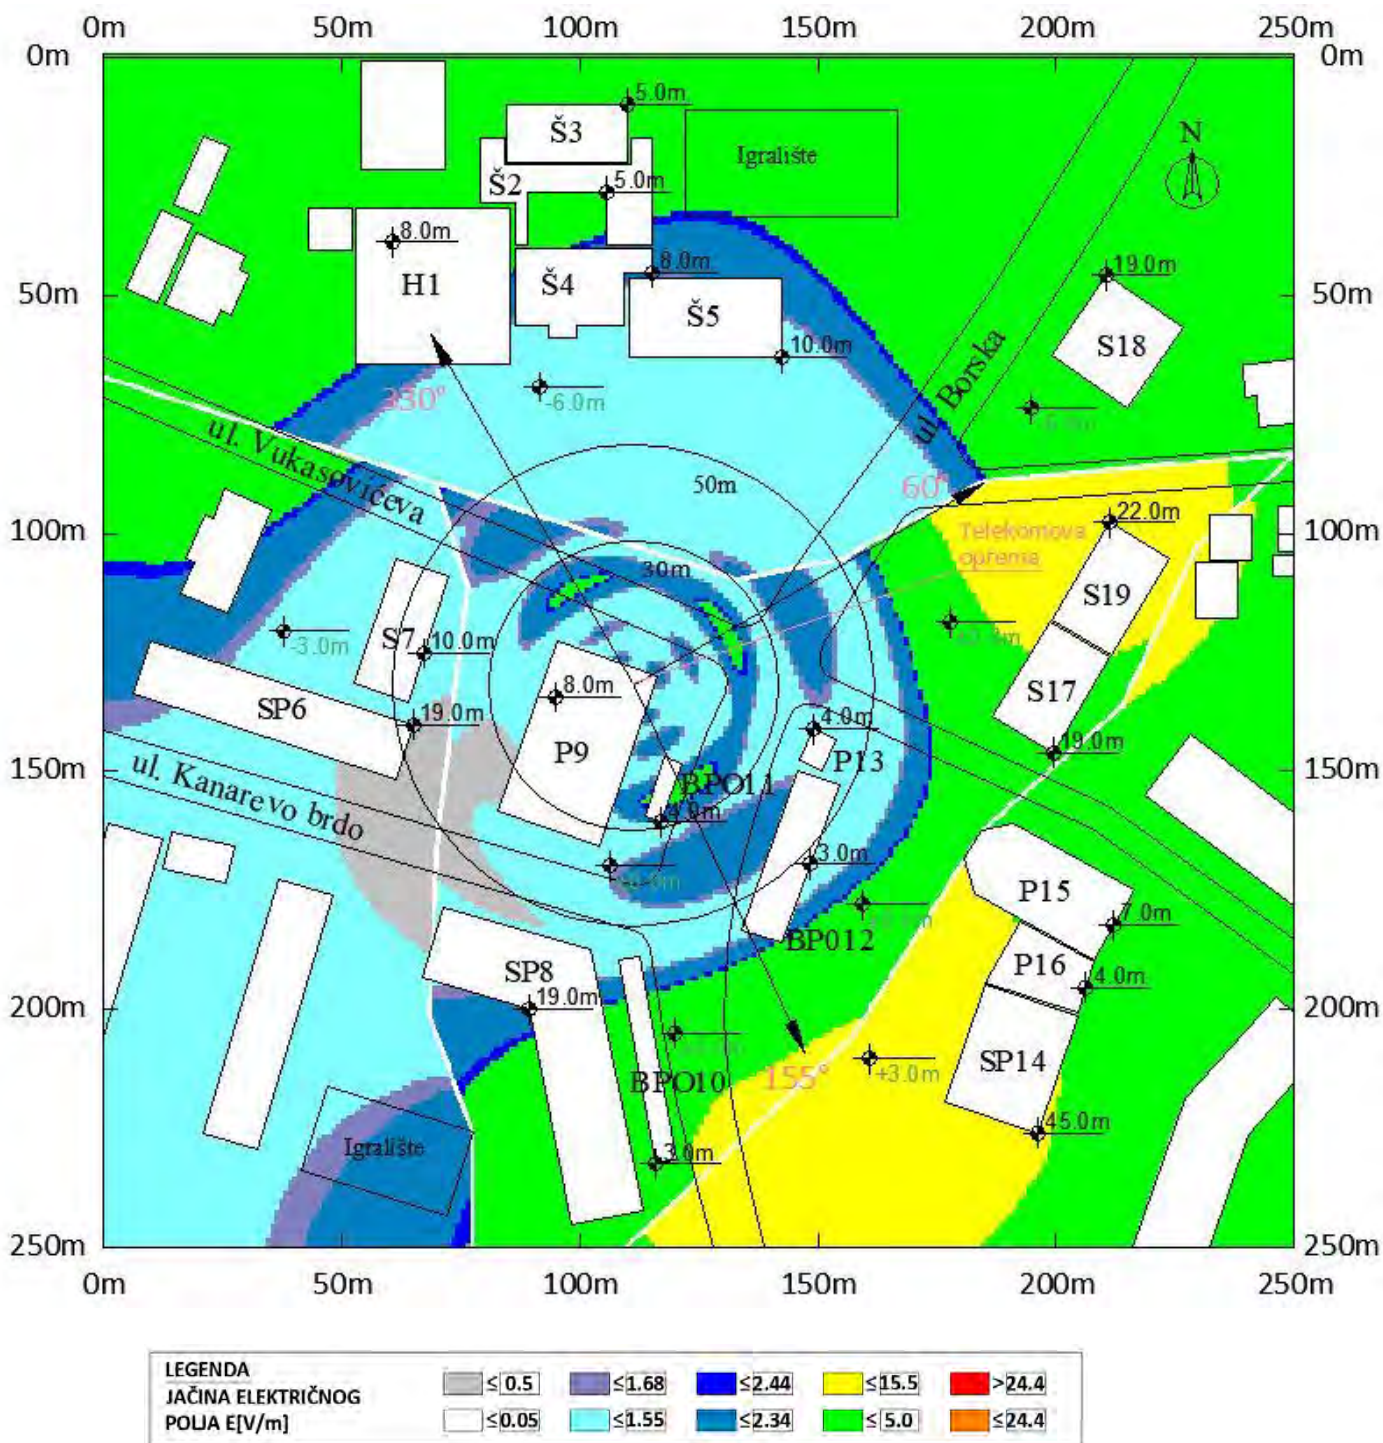 0m 50m 100m 150m 200m 250m
0m 0m
5.0m
Š3
Igralište
N
Š2
5.0m
8.0m
8.0m
19.0m
H1
Š4
50m 50m
Š5
S18
10.0m
330°
-6.0m
ul. Borska
ul. Vukasovićeva
50m
60°
22.0m
100m 100m
Telekomova
oprema
30m
S19
-3.0m
S7
10.0m
8.0m
SP6
19.0m
S17
4.0m
P9
P13
19.0m
150m 150m
ul. Kanarevo brdo
BPO11
4.0m
3.0m
P15
7.0m
BP012
P16
SP8
4.0m
19.0m
200m 200m
SP14
BPO10
155°
+3.0m
45.0m
Igralište
3.0m
250m 250m
0m 50m 100m 150m 200m 250m
LEGENDA
JAČINA ELEKTRIČNOG
POLJA E[V/m]
≤0.5 ≤1.68 ≤2.44 ≤15.5 >24.4
≤0.05 ≤1.55 ≤2.34 ≤5.0 ≤24.4